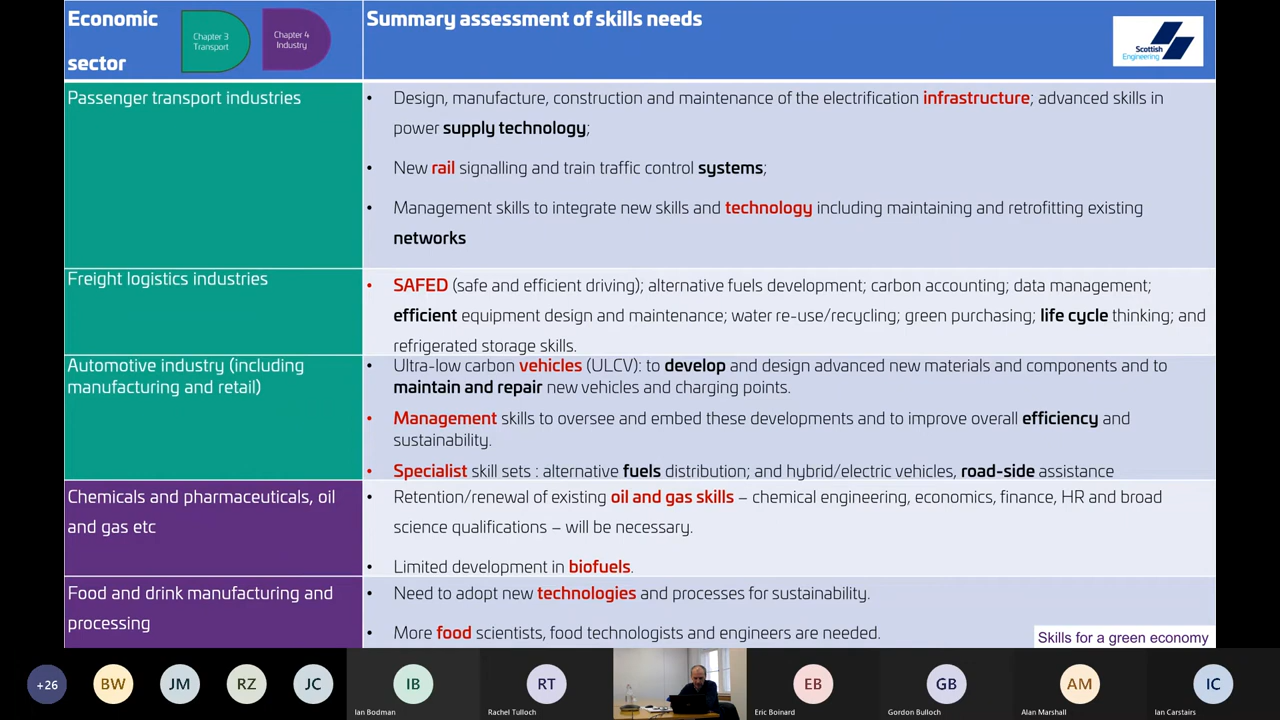 Economic
sector
Chapter 3
Transport
Chapter 4
Industry
Summary assessment of skills needs
Scottish
Engineering
Passenger transport industries
• Design, manufacture, construction and maintenance of the electrification infrastructure; advanced skills in
power supply technology;
• New rail signalling and train traffic control systems;
• Management skills to integrate new skills and technology including maintaining and retrofitting existing
networks
Freight logistics industries
• SAFED (safe and efficient driving); alternative fuels development; carbon accounting; data management;
efficient equipment design and maintenance; water re-use/recycling; green purchasing; life cycle thinking; and
refrigerated storage skills.
Automotive industry (including
manufacturing and retail)
• Ultra-low carbon vehicles (ULCV): to develop and design advanced new materials and components and to
maintain and repair new vehicles and charging points.
• Management skills to oversee and embed these developments and to improve overall efficiency and
sustainability.
• Specialist skill sets : alternative fuels distribution; and hybrid/electric vehicles, road-side assistance
Chemicals and pharmaceuticals, oil
and gas etc
• Retention/renewal of existing oil and gas skills – chemical engineering, economics, finance, HR and broad
science qualifications – will be necessary.
• Limited development in biofuels.
Food and drink manufacturing and
processing
• Need to adopt new technologies and processes for sustainability.
• More food scientists, food technologists and engineers are needed.
Skills for a green economy
+26
BW
JM
RZ
JC
IB
Ian Bodman
RT
Rachel Tulloch
EB
Eric Boinard
GB
Gordon Bulloch
AM
Alan Marshall
IC
Ian Carstairs